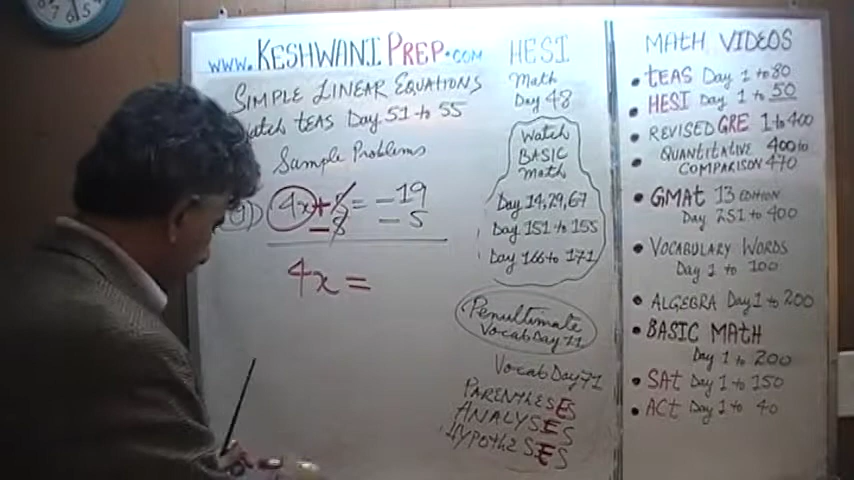 www.KESHWANI PREP.COM
SIMPLE LINEAR EQUATIONS
Watch TEAS Day 51 to 55
Sample Problems
4x + 5 = -19
- 5
4x =
HESI
Math
Day 48
Watch
BASIC
Math
Day 14,29,67
Day 151 to 155
Day 166 to 171
Penultimate
Vocab Day 71
Vocab Day 71
PARENTHESES
ANALYSES
HYPOTHESES
MATH VIDEOS
• TEAS Day 1 to 80
• HESI Day 1 to 50
• REVISED GRE 1 to 400
• QUANTITATIVE 400 to
COMPARISON 470
• GMAT 13 EDITION
Day 251 to 400
• VOCABULARY WORDS
Day 1 to 100
• ALGEBRA Day 1 to 200
• BASIC MATH
Day 1 to 200
• SAT Day 1 to 150
• ACT Day 1 to 40